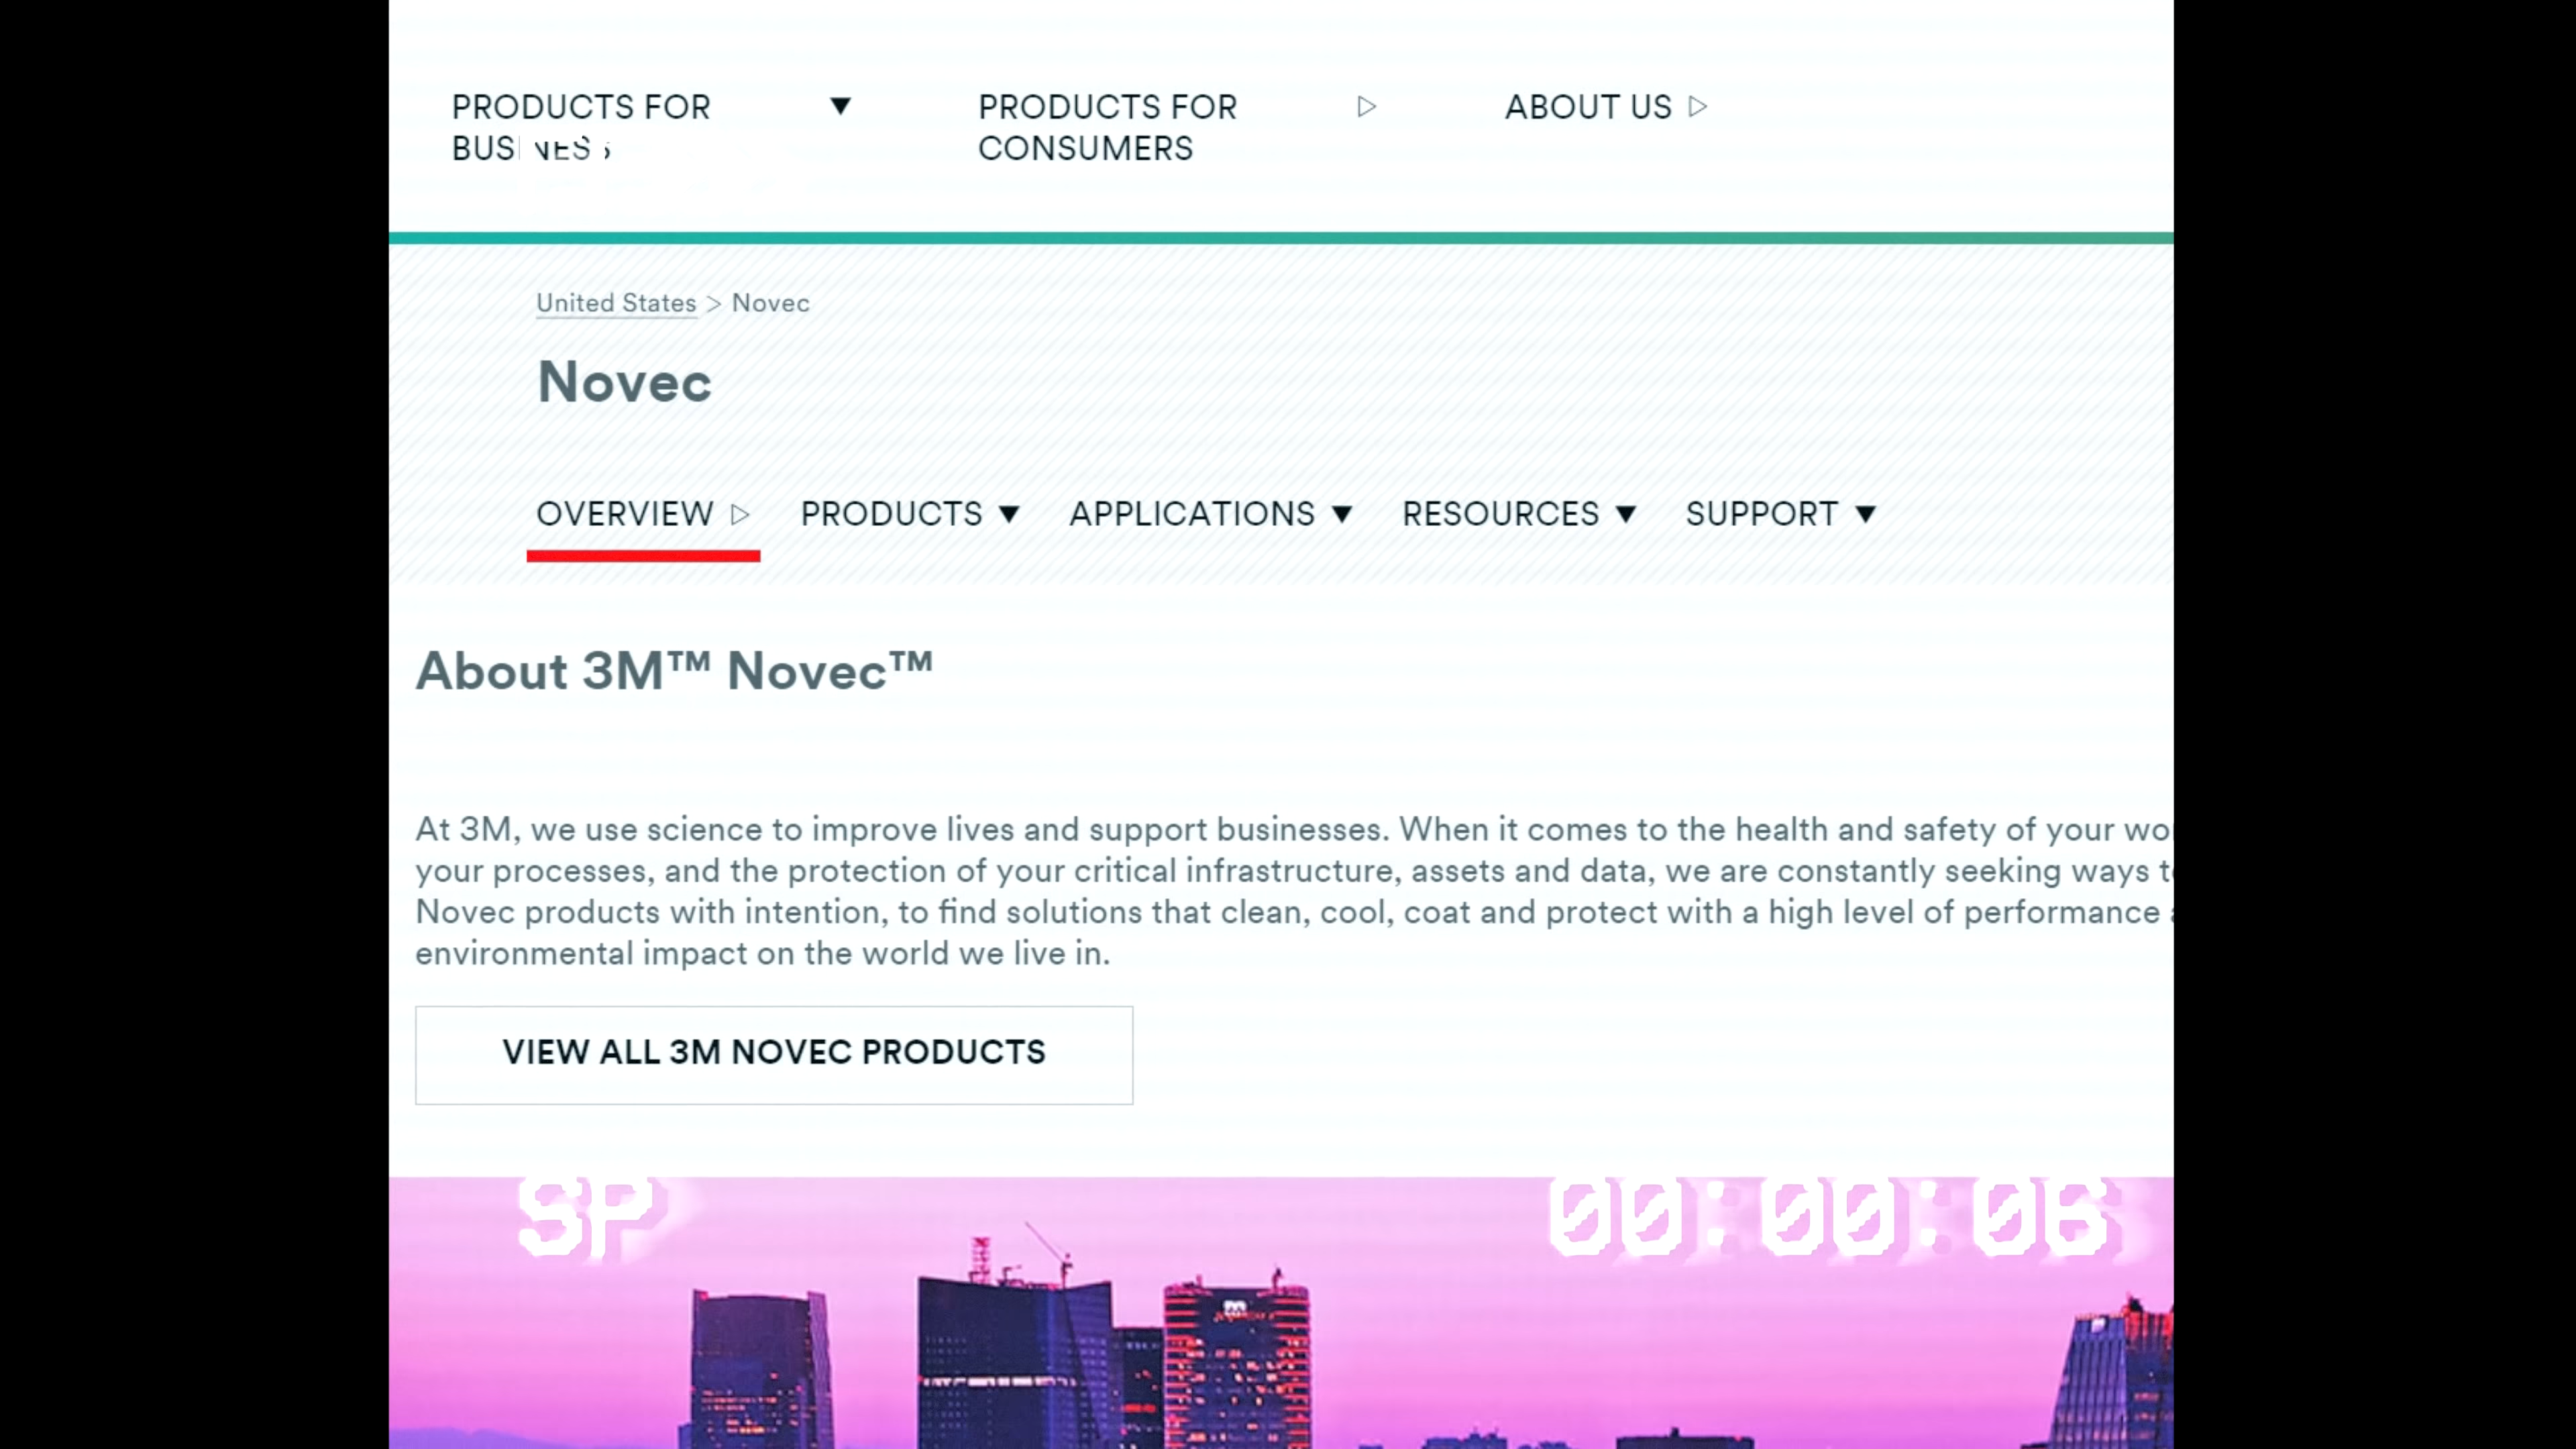 PRODUCTS FOR
BUSINESS
PRODUCTS FOR
CONSUMERS
ABOUT US
United States > Novec
Novec
OVERVIEW
PRODUCTS
APPLICATIONS
RESOURCES
SUPPORT
About 3M™ Novec™
At 3M, we use science to improve lives and support businesses. When it comes to the health and safety of your
your processes, and the protection of your critical infrastructure, assets and data, we are constantly seeking ways
Novec products with intention, to find solutions that clean, cool, coat and protect with a high level of performance
environmental impact on the world we live in.
VIEW ALL 3M NOVEC PRODUCTS
SP
00:00:06